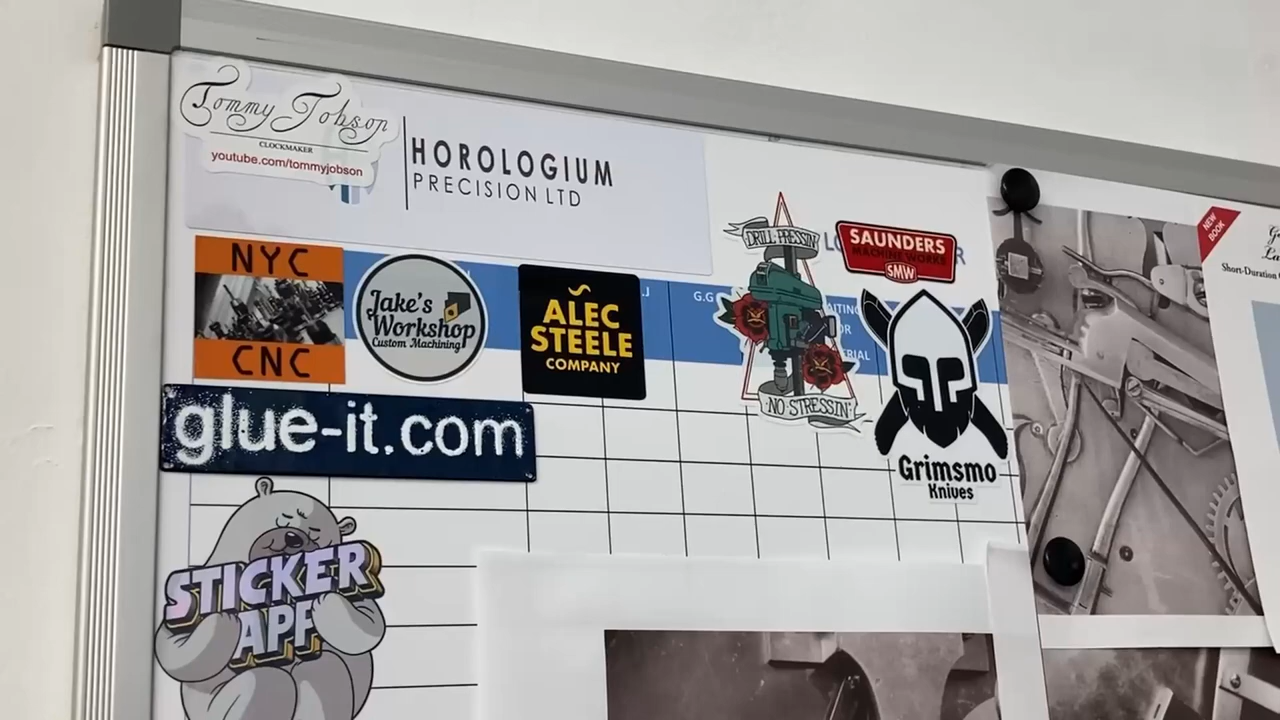 Tommy Jobson
CLOCKMAKER
youtube.com/tommyjobson
HOROLOGIUM
PRECISION LTD
NYC
CNC
Jake's
Workshop
Custom Machining
ALEC
STEELE
COMPANY
G.G
DRILL PRESSIN'
NO STRESSIN'
SAUNDERS
MACHINE WORKS
SMW
Grimsmo
Knives
glue-it.com
STICKER
APP
NEW
BOOK
Short-Duration